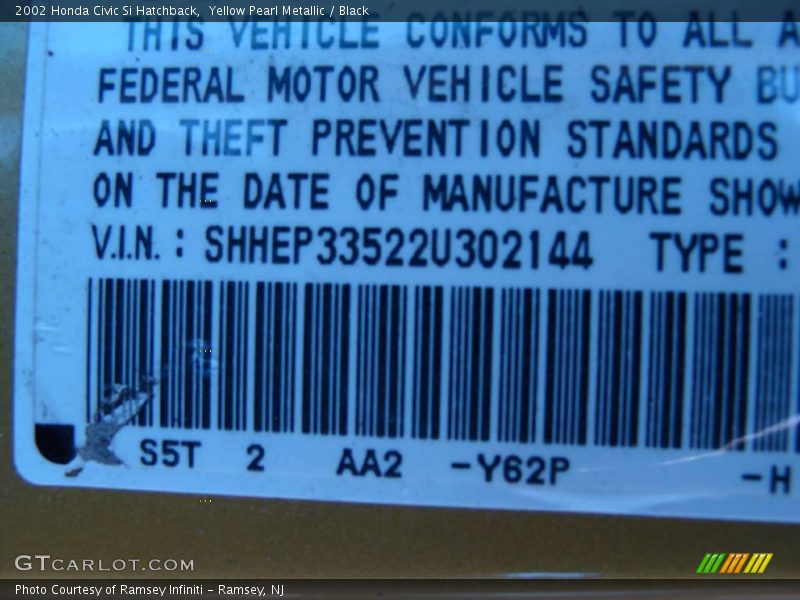 2002 Honda Civic Si Hatchback, Yellow Pearl Metallic / Black
THIS VEHICLE CONFORMS TO ALL A
FEDERAL MOTOR VEHICLE SAFETY BU
AND THEFT PREVENTION STANDARDS
ON THE DATE OF MANUFACTURE SHOW
V.I.N. : SHHEP33522U302144 TYPE :
S5T 2 AA2 -Y62P -H
GTCARLOT.COM
Photo Courtesy of Ramsey Infiniti - Ramsey, NJ